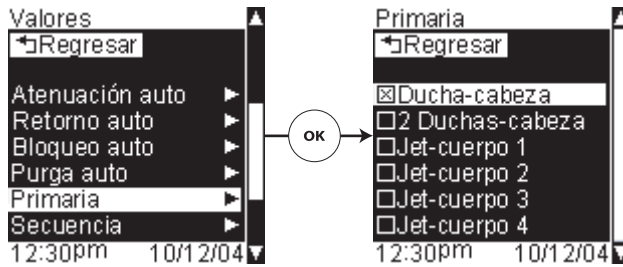 Valores
Regresar
Atenuación auto
Retorno auto
Bloqueo auto
Purga auto
Primaria
Secuencia
12:30pm 10/12/04
OK
Primaria
Regresar
Ducha-cabeza
2 Duchas-cabeza
Jet-cuerpo 1
Jet-cuerpo 2
Jet-cuerpo 3
Jet-cuerpo 4
12:30pm 10/12/04